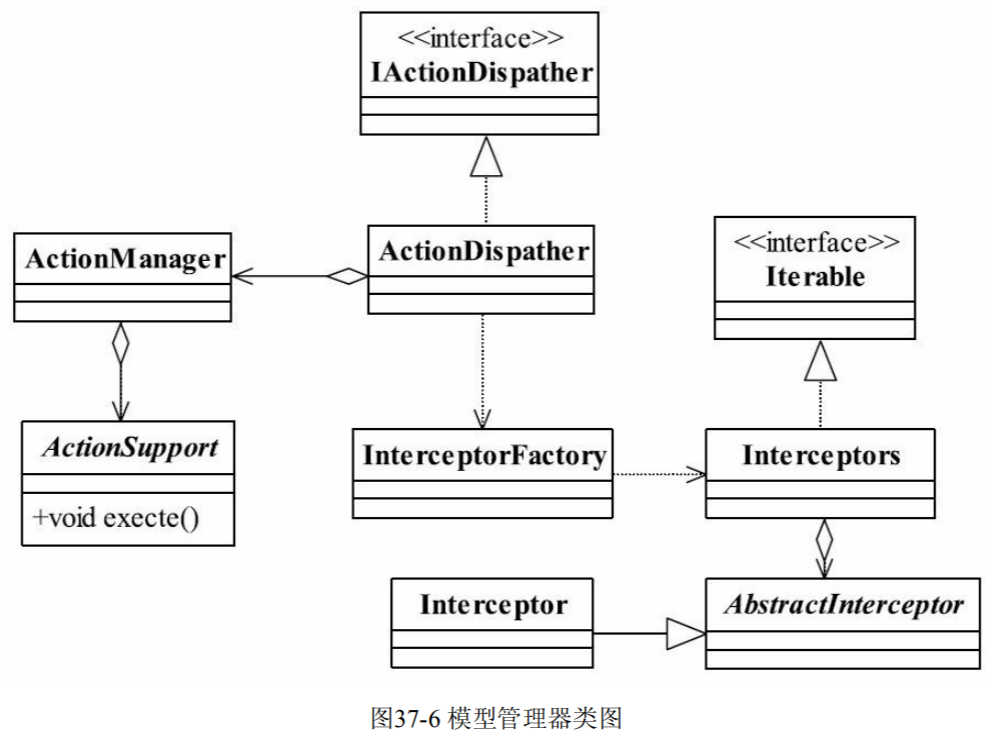 <<interface>>
IActionDispather
ActionManager
ActionDispather
<<interface>>
Iterable
ActionSupport
+void execte()
InterceptorFactory
Interceptors
Interceptor
AbstractInterceptor
图37-6 模型管理器类图